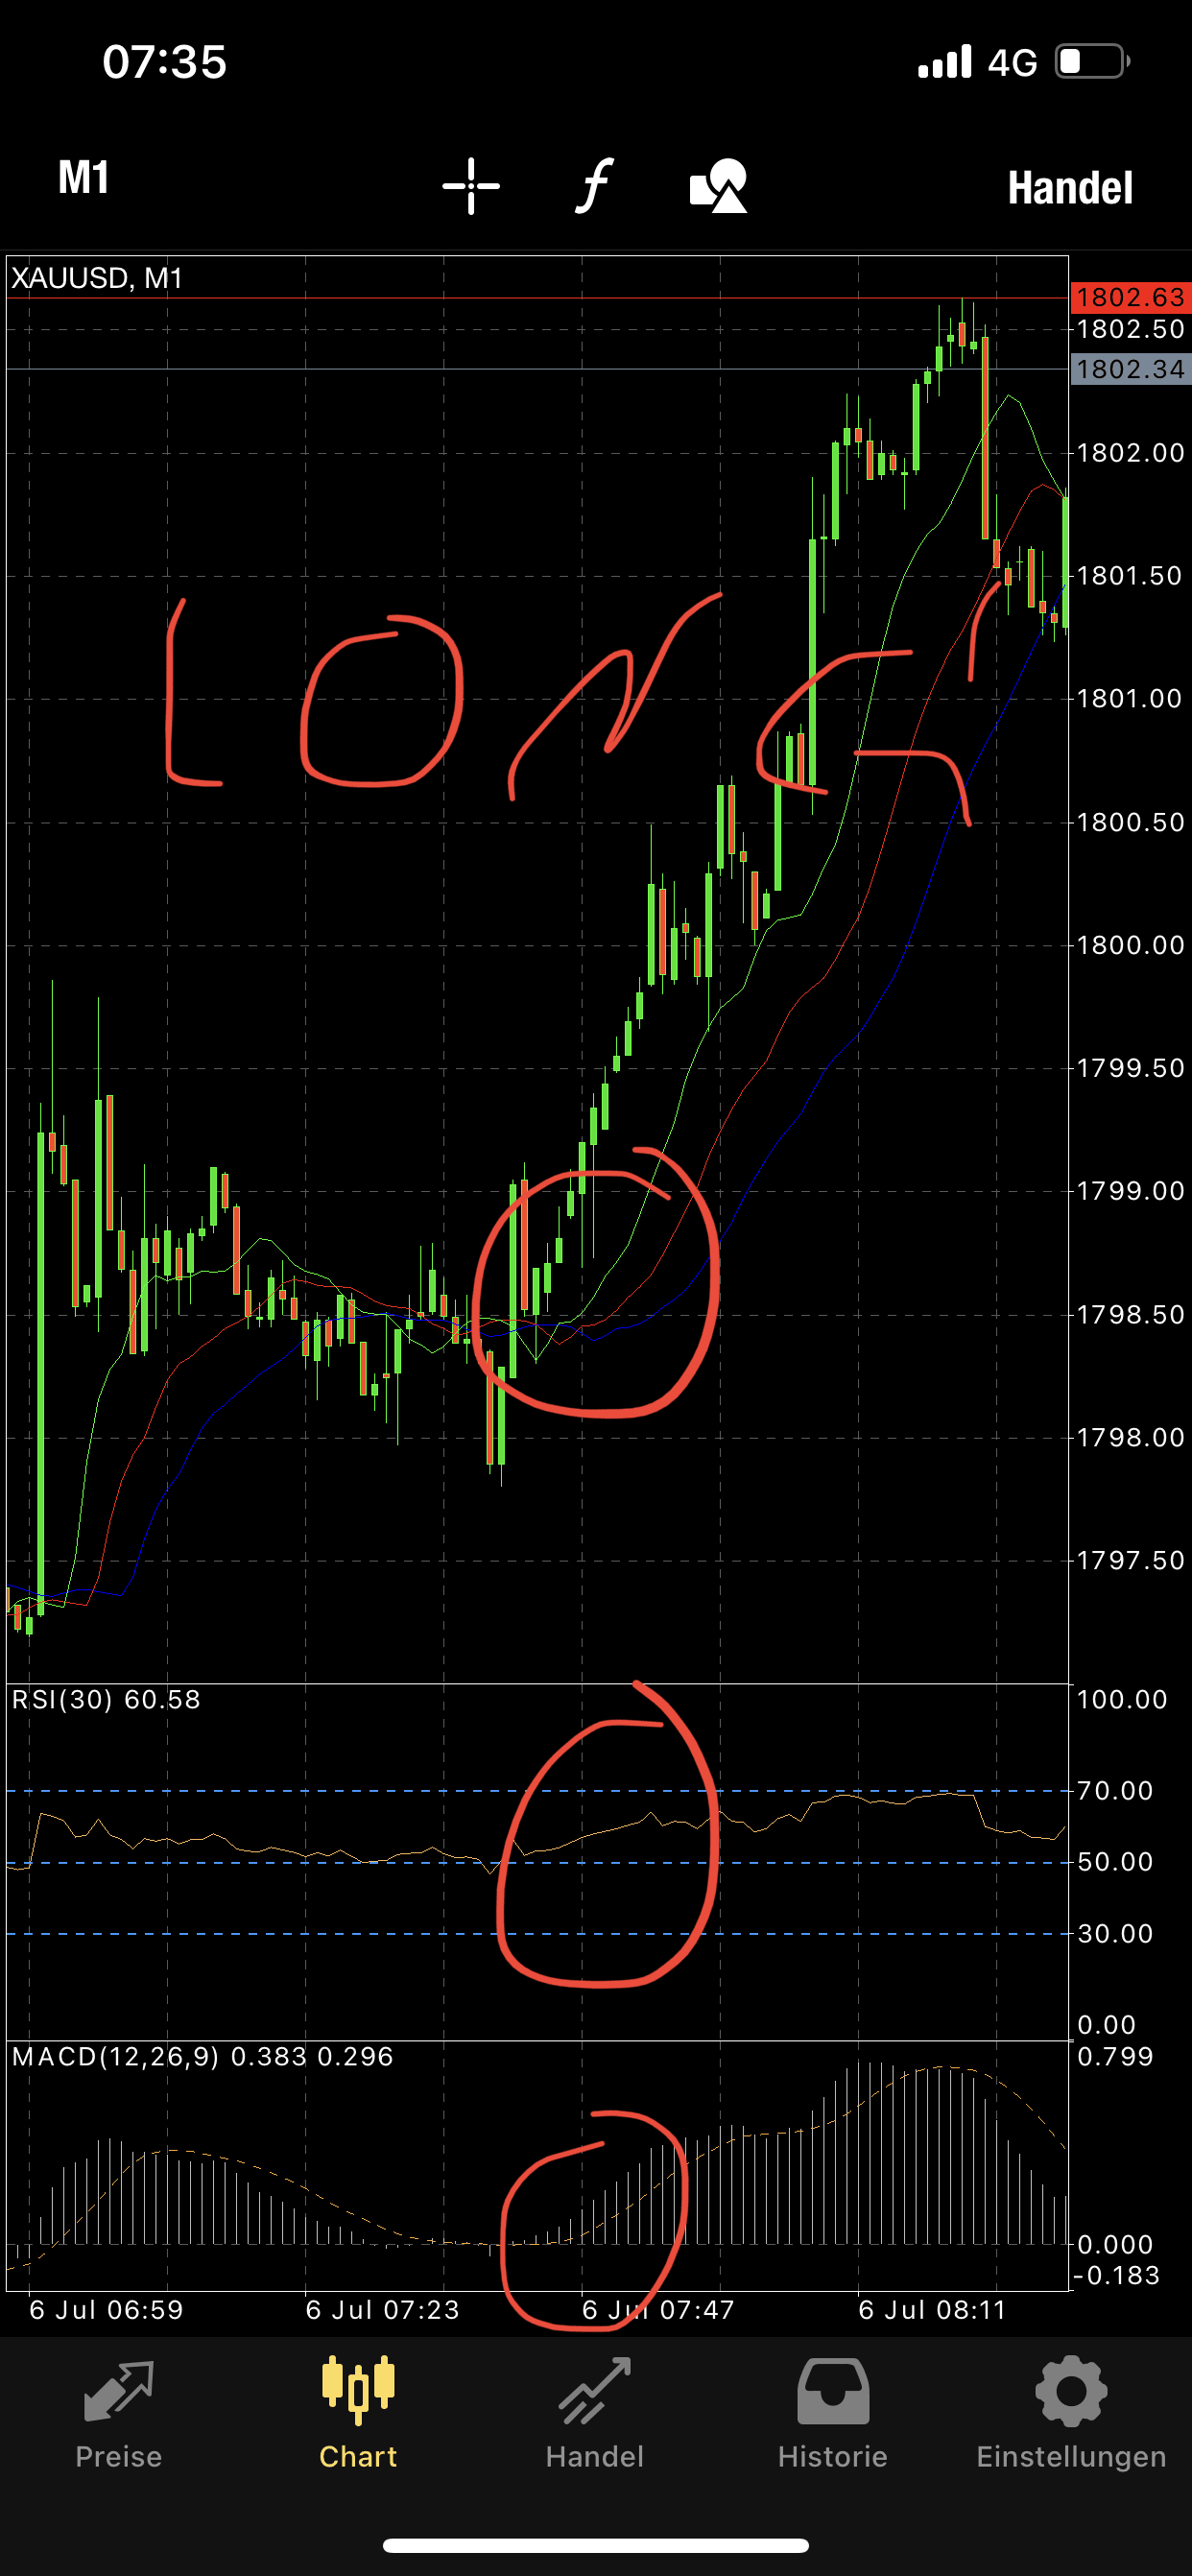 07:35 4G
M1 f Handel
XAUUSD, M1
1802.63
1802.50
1802.34
1802.00
1801.50
LONG
1801.00
1800.50
1800.00
1799.50
1799.00
1798.50
1798.00
1797.50
RSI(30) 60.58
100.00
70.00
50.00
30.00
0.00
MACD(12,26,9) 0.383 0.296
0.799
0.000
-0.183
6 Jul 06:59 6 Jul 07:23 6 Jul 07:47 6 Jul 08:11
Preise Chart Handel Historie Einstellungen